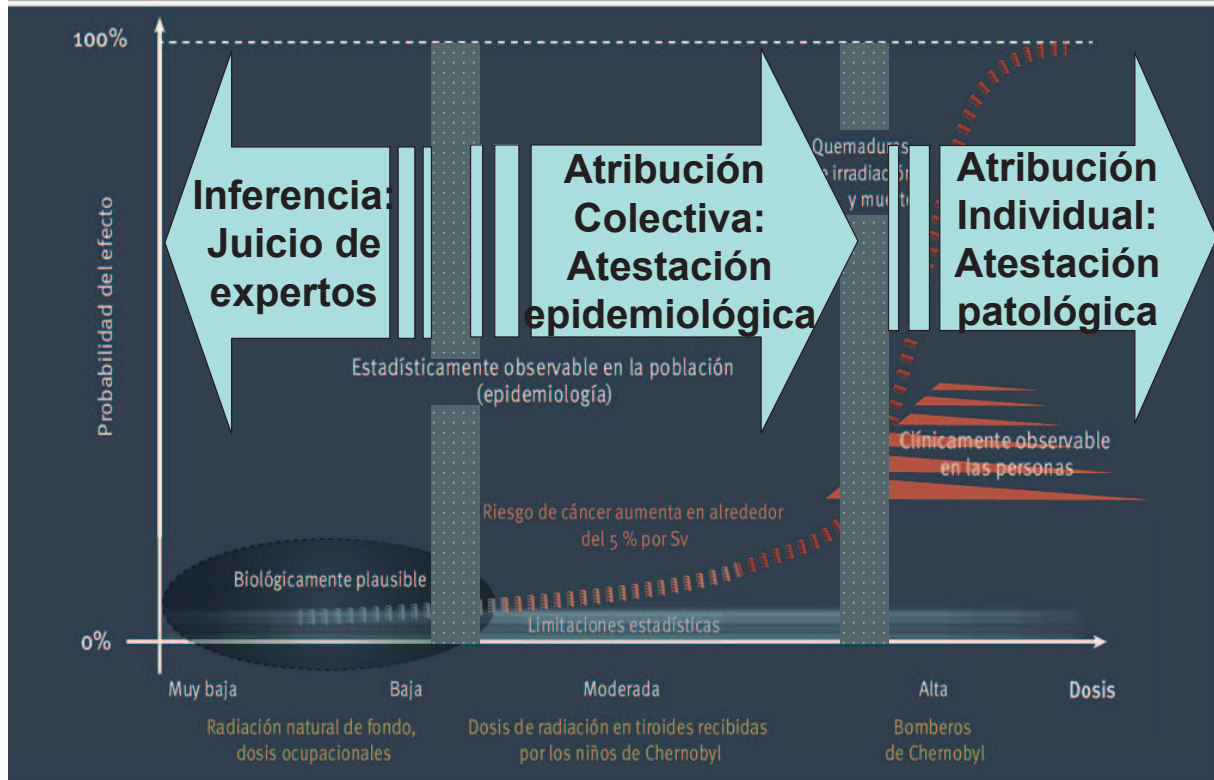 100%
Probabilidad del efecto
0%
Inferencia:
Juicio de
expertos
Atribución
Colectiva:
Atestación
epidemiológica
Quemaduras
irradiación
y muerte
Atribución
Individual:
Atestación
patológica
Estadísticamente observable en la población
(epidemiología)
Clínicamente observable
en las personas
Riesgo de cáncer aumenta en alrededor
del 5 % por Sv
Biológicamente plausible
Limitaciones estadísticas
Muy baja
Baja
Moderada
Alta
Dosis
Radiación natural de fondo,
dosis ocupacionales
Dosis de radiación en tiroides recibidas
por los niños de Chernobyl
Bomberos
de Chernobyl